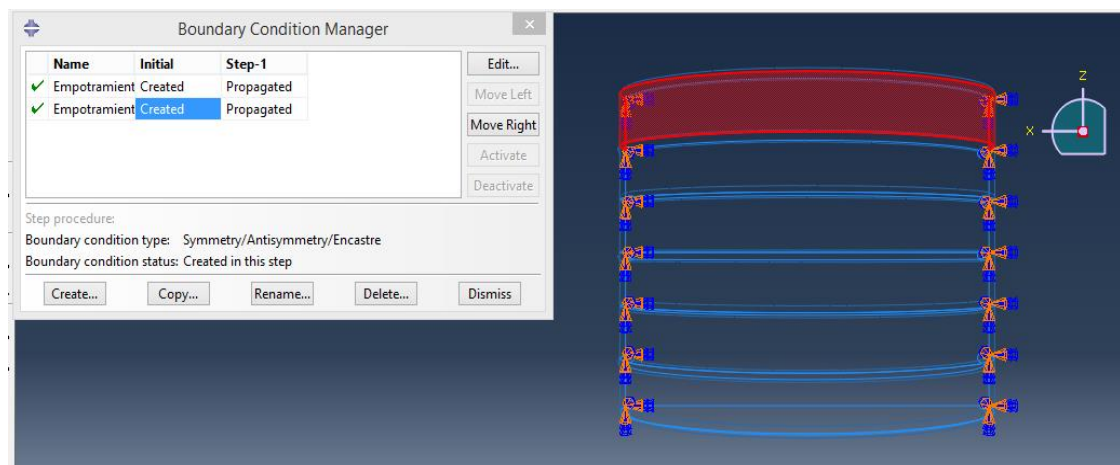 Boundary Condition Manager
Name Initial Step-1
Empotramient Created Propagated
Empotramient Created Propagated
Edit...
Move Left
Move Right
Activate
Deactivate
Step procedure:
Boundary condition type: Symmetry/Antisymmetry/Encastre
Boundary condition status: Created in this step
Create... Copy... Rename... Delete... Dismiss
Z
X